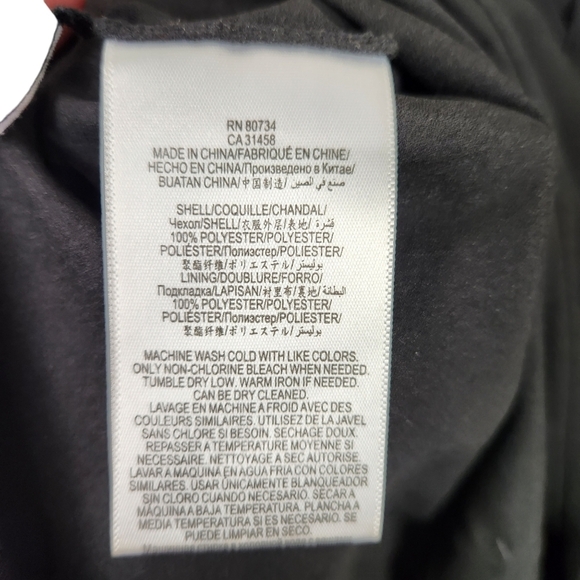 RN 80734
CA 31458
MADE IN CHINA/FABRIQUÉ EN CHINE/
HECHO EN CHINA/Произведено в Китае/
BUATAN CHINA/中国制造/ صنع في الصين
SHELL/COQUILLE/CHANDAL/
Чехол/SHELL/衣服外层/表地/ قشرة
100% POLYESTER/POLYESTER/
POLIÉSTER/Полиэстер/POLIESTER/
聚酯纤维/ポリエステル/ بوليستر
LINING/DOUBLURE/FORRO/
Подкладка/LAPISAN/衬里布/裏地/ البطانة
100% POLYESTER/POLYESTER/
POLIÉSTER/Полиэстер/POLIESTER/
聚酯纤维/ポリエステル/ بوليستر
MACHINE WASH COLD WITH LIKE COLORS.
ONLY NON-CHLORINE BLEACH WHEN NEEDED.
TUMBLE DRY LOW. WARM IRON IF NEEDED.
CAN BE DRY CLEANED.
LAVAGE EN MACHINE A FROID AVEC DES
COULEURS SIMILAIRES. UTILISEZ DE LA JAVEL
SANS CHLORE SI BESOIN. SECHAGE DOUX.
REPASSER A TEMPERATURE MOYENNE SI
NECESSAIRE. NETTOYAGE A SEC AUTORISE.
LAVAR A MAQUINA EN AGUA FRIA CON COLORES
SIMILARES. USAR ÚNICAMENTE BLANQUEADOR
SIN CLORO CUANDO NECESARIO. SECAR A
MÁQUINA A BAJA TEMPERATURA. PLANCHA A
MEDIA TEMPERATURA SI ES NECESARIO. SE
PUEDE LIMPIAR EN SECO.